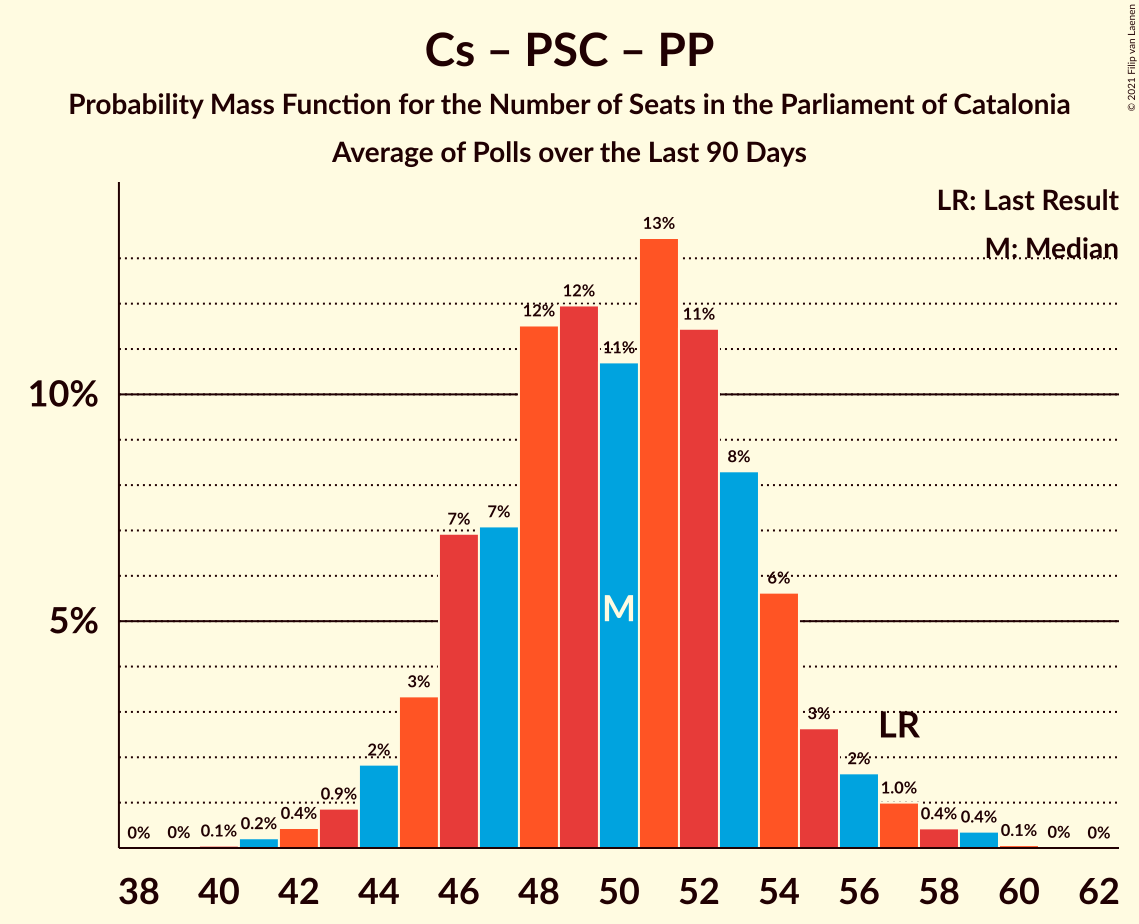 © 2021 Filip van Laenen
Cs – PSC – PP
Probability Mass Function for the Number of Seats in the Parliament of Catalonia
Average of Polls over the Last 90 Days
LR: Last Result
M: Median
10%
5%
0% 0% 0.1% 0.2% 0.4% 0.9% 2% 3% 7% 7% 12% 12% 11% 13% 11% 8% 6% 3% 2% 1.0% 0.4% 0.4% 0.1% 0% 0%
M
LR
38 40 42 44 46 48 50 52 54 56 58 60 62